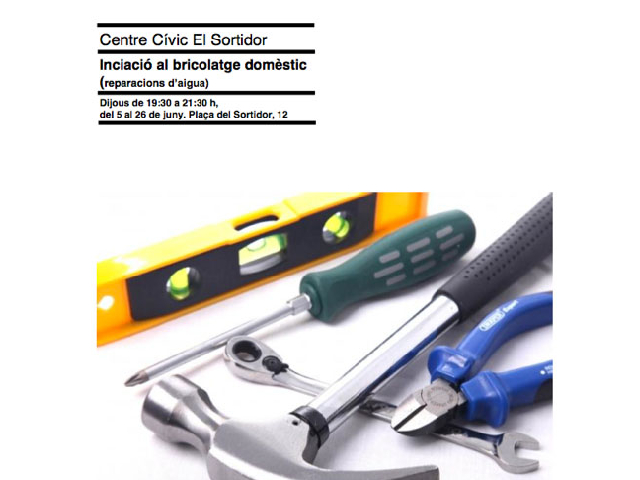 Centre Cívic El Sortidor
Inciació al bricolatge domèstic
(reparacions d'aigua)
Dijous de 19:30 a 21:30 h,
del 5 al 26 de juny. Plaça del Sortidor, 12